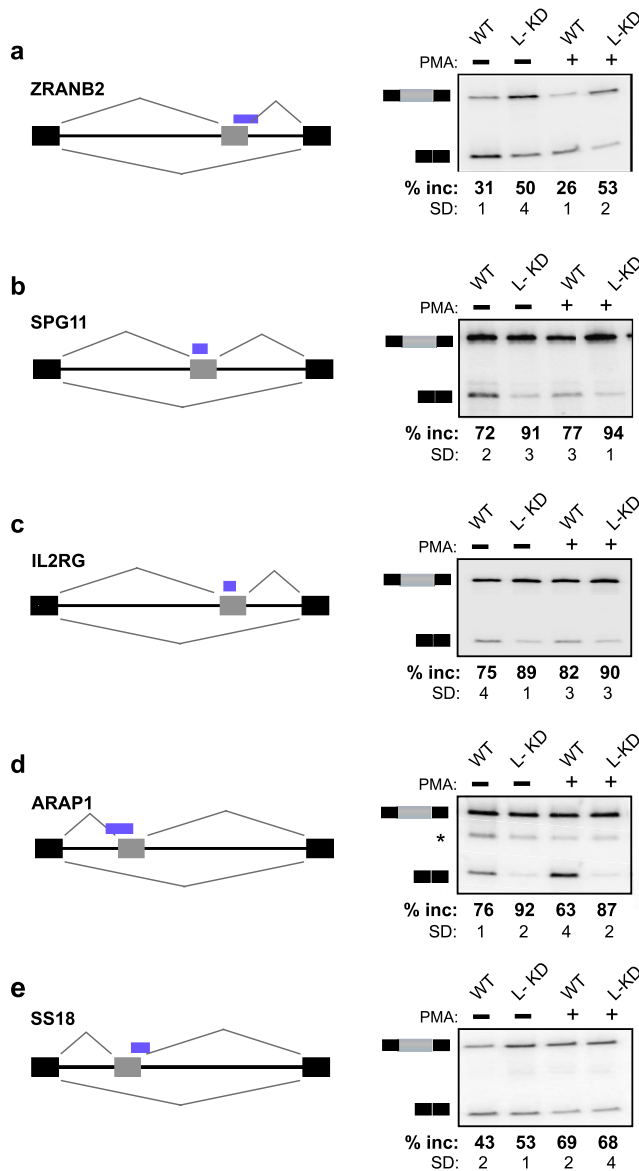 a
ZRANB2
WT L- KD WT L-KD
PMA: − − + +
% inc: 31 50 26 53
SD: 1 4 1 2
b
SPG11
WT L- KD WT L-KD
PMA: − − + +
% inc: 72 91 77 94
SD: 2 3 3 1
c
IL2RG
WT L- KD WT L-KD
PMA: − − + +
% inc: 75 89 82 90
SD: 4 1 3 3
d
ARAP1
WT L- KD WT L-KD
PMA: − − + +
*
% inc: 76 92 63 87
SD: 1 2 4 2
e
SS18
WT L- KD WT L-KD
PMA: − − + +
% inc: 43 53 69 68
SD: 2 1 2 4